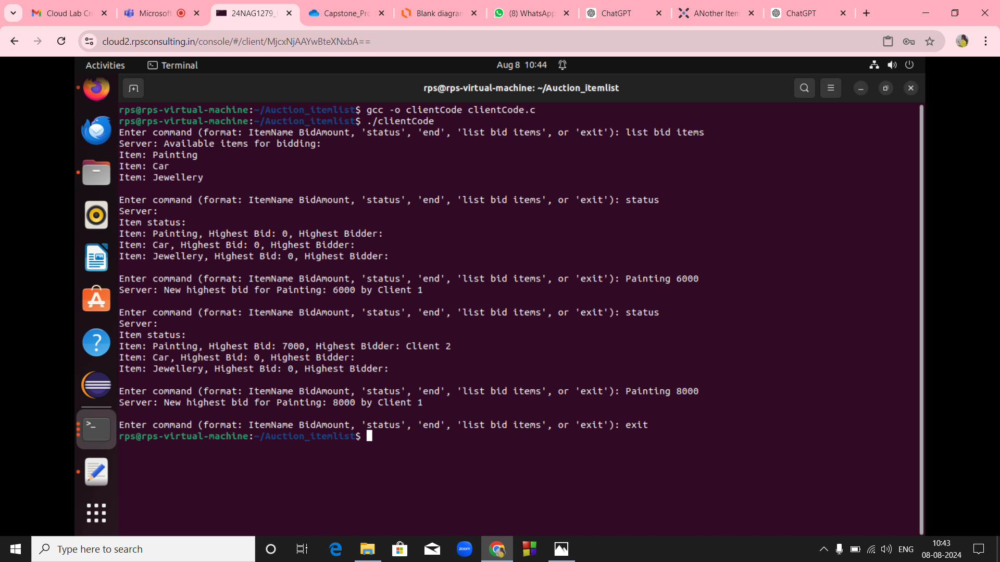 Cloud Lab Cr
Microsoft
24NAG1279_
Capstone_Pro
Blank diagram
(8) WhatsApp
ChatGPT
ANother Item
ChatGPT
cloud2.rpsconsulting.in/console/#/client/MjcxNjAAYwBteXNxbA==
Activities
Terminal
Aug 8 10:44
rps@rps-virtual-machine: ~/Auction_itemlist
rps@rps-virtual-machine:~/Auction_itemlist$ gcc -o clientCode clientCode.c
rps@rps-virtual-machine:~/Auction_itemlist$ ./clientCode
Enter command (format: ItemName BidAmount, 'status', 'end', 'list bid items', or 'exit'): list bid items
Server: Available items for bidding:
Item: Painting
Item: Car
Item: Jewellery
Enter command (format: ItemName BidAmount, 'status', 'end', 'list bid items', or 'exit'): status
Server:
Item status:
Item: Painting, Highest Bid: 0, Highest Bidder:
Item: Car, Highest Bid: 0, Highest Bidder:
Item: Jewellery, Highest Bid: 0, Highest Bidder:
Enter command (format: ItemName BidAmount, 'status', 'end', 'list bid items', or 'exit'): Painting 6000
Server: New highest bid for Painting: 6000 by Client 1
Enter command (format: ItemName BidAmount, 'status', 'end', 'list bid items', or 'exit'): status
Server:
Item status:
Item: Painting, Highest Bid: 7000, Highest Bidder: Client 2
Item: Car, Highest Bid: 0, Highest Bidder:
Item: Jewellery, Highest Bid: 0, Highest Bidder:
Enter command (format: ItemName BidAmount, 'status', 'end', 'list bid items', or 'exit'): Painting 8000
Server: New highest bid for Painting: 8000 by Client 1
Enter command (format: ItemName BidAmount, 'status', 'end', 'list bid items', or 'exit'): exit
rps@rps-virtual-machine:~/Auction_itemlist$
Type here to search
zoom
ENG
10:43
08-08-2024